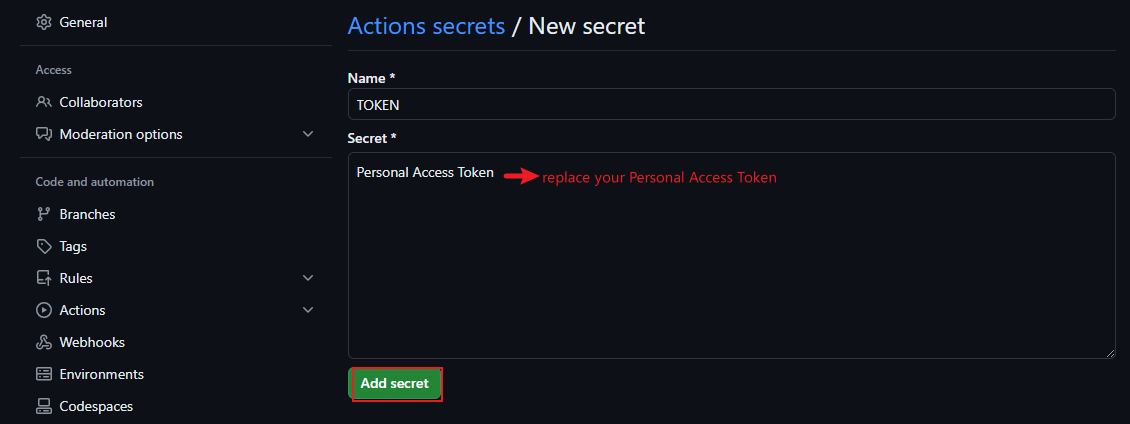 General
Access
Collaborators
Moderation options
Code and automation
Branches
Tags
Rules
Actions
Webhooks
Environments
Codespaces
Actions secrets / New secret
Name *
TOKEN
Secret *
Personal Access Token replace your Personal Access Token
Add secret